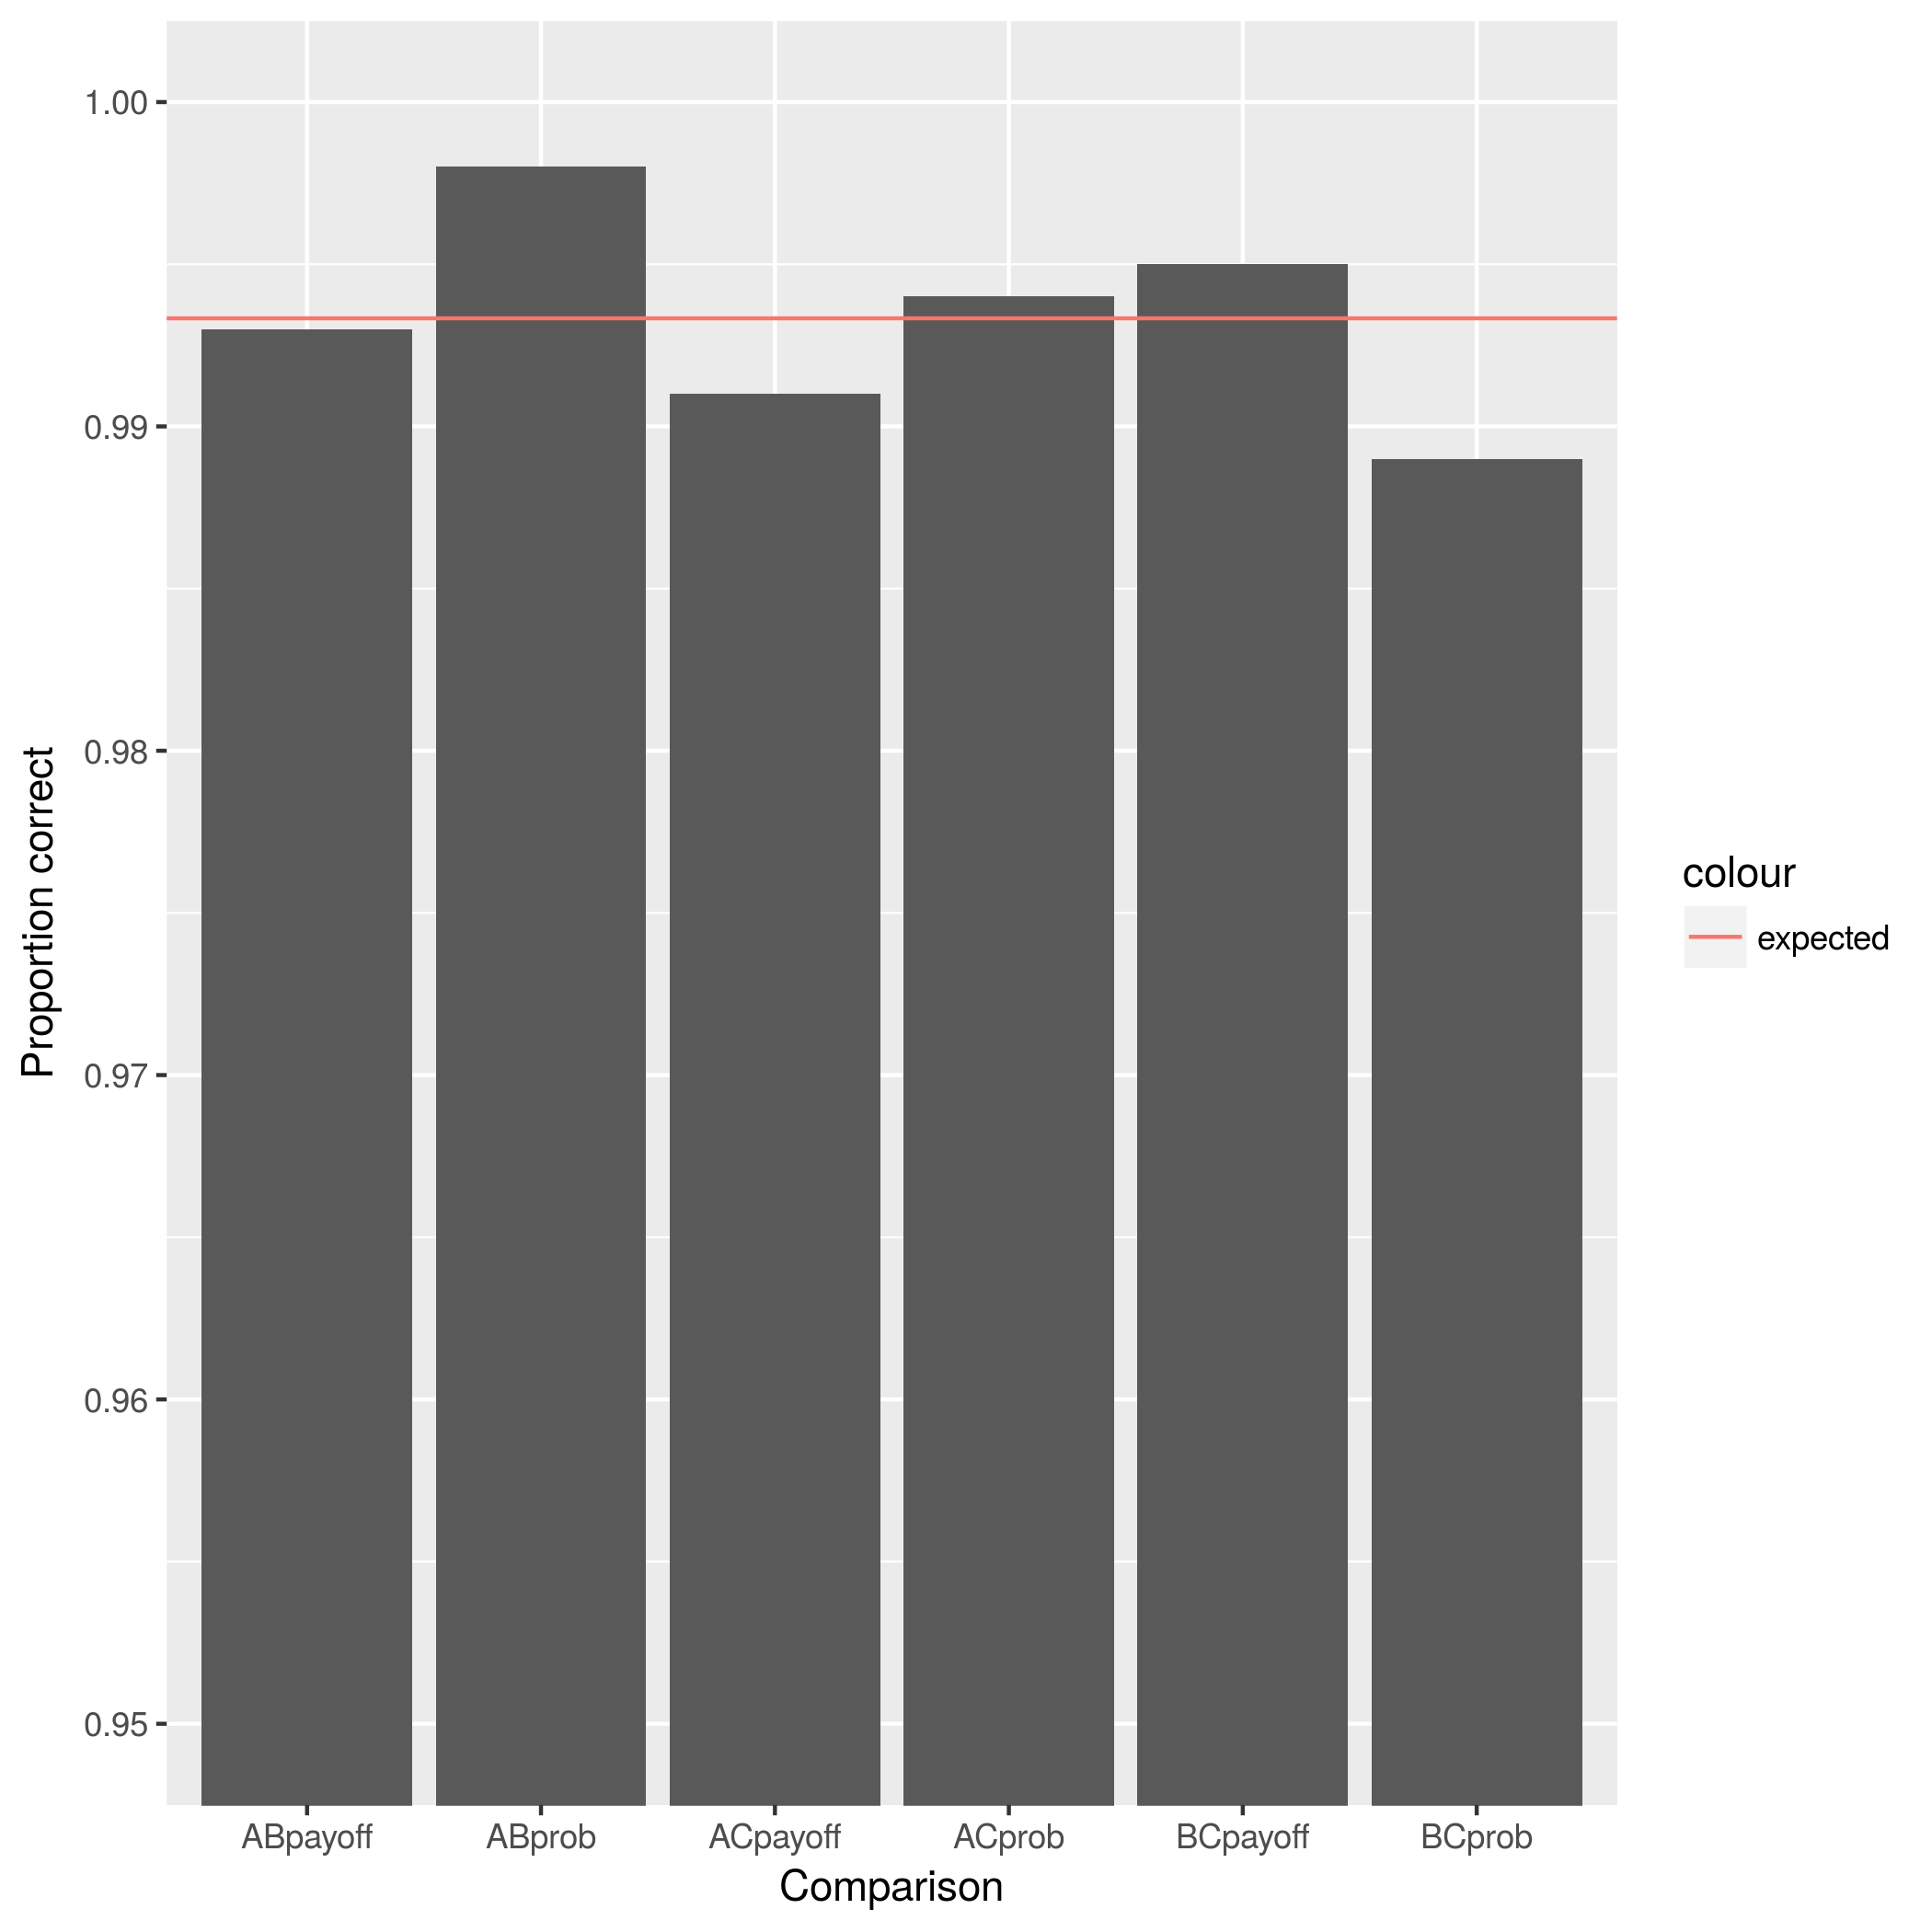 1.00
0.99
0.98
0.97
0.96
0.95
Proportion correct
ABpayoff ABprob ACpayoff ACprob BCpayoff BCprob
Comparison
colour
expected